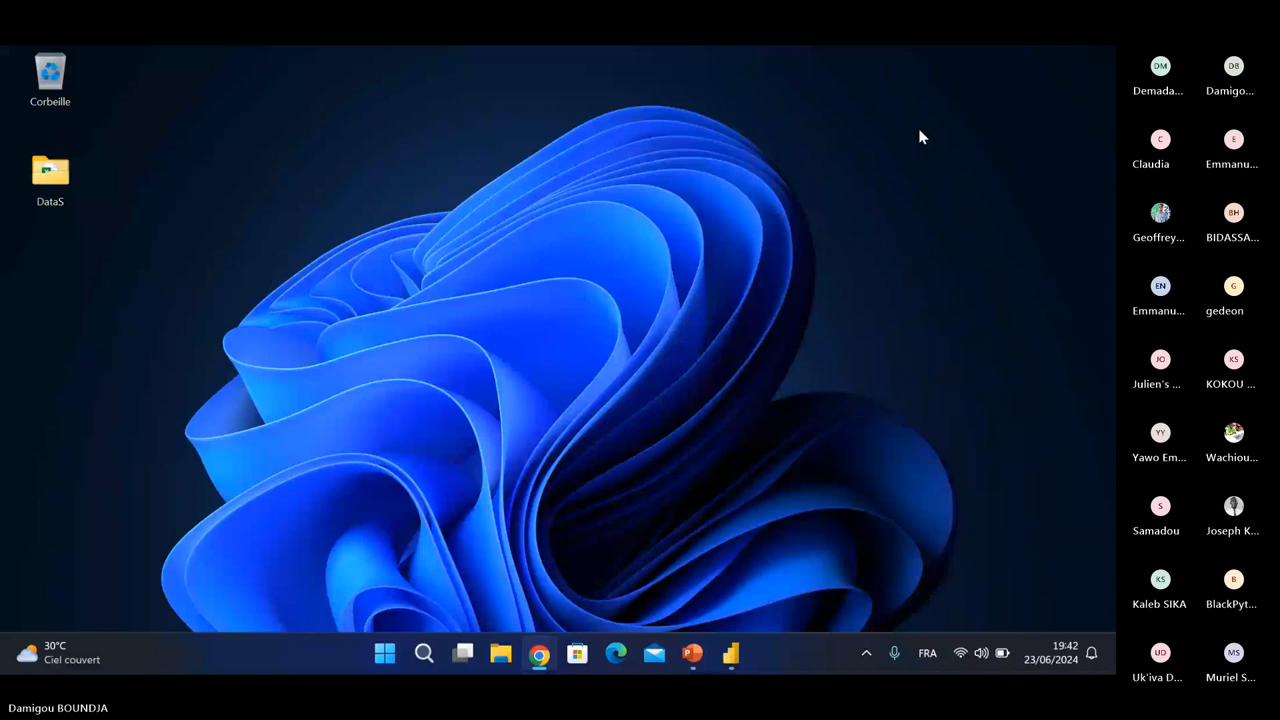 Corbeille
DataS
DM
DB
Demada...
Damigo...
C
E
Claudia
Emmanu...
BH
Geoffrey...
BIDASSA...
EN
G
Emmanu...
gedeon
JO
KS
Julien's ...
KOKOU ...
YY
Yawo Em...
Wachiou...
S
Samadou
Joseph K...
KS
B
Kaleb SIKA
BlackPyt...
UD
MS
Uk'iva D...
Muriel S...
30°C
Ciel couvert
FRA
19:42
23/06/2024
Damigou BOUNDJA